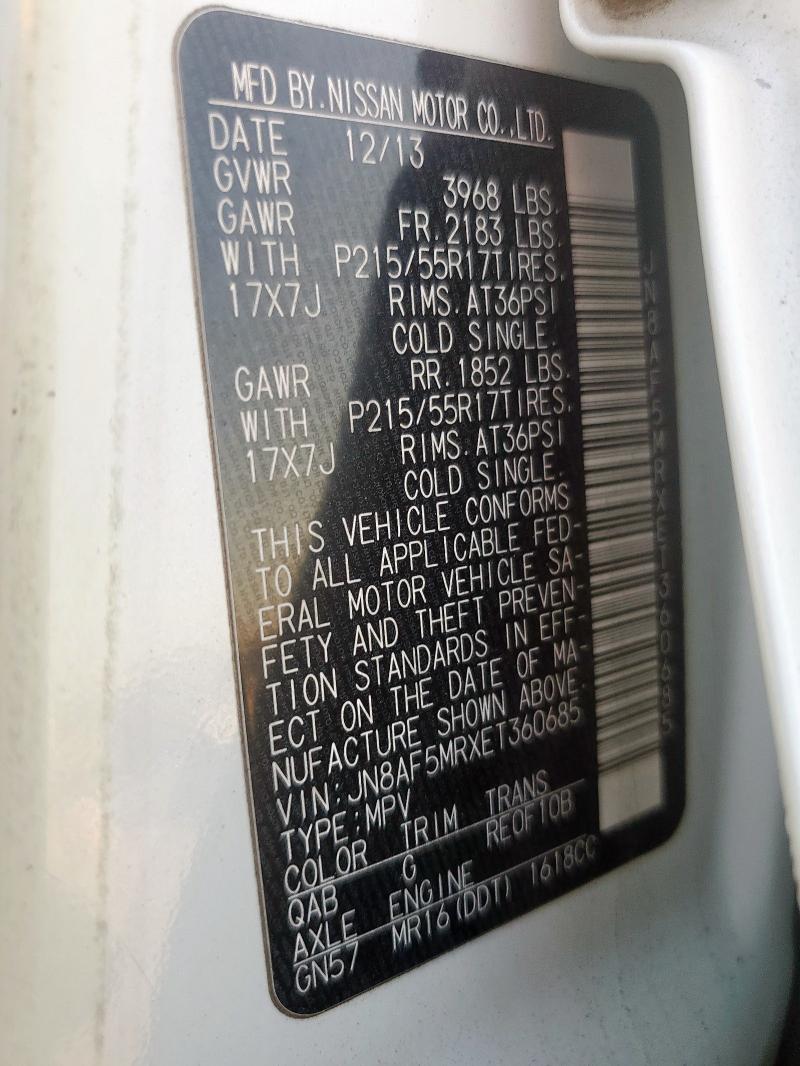 MFD BY.NISSAN MOTOR CO.,LTD.
DATE 12/13
GVWR 3968 LBS.
GAWR FR.2183 LBS.
WITH P215/55R17TIRES.
17X7J RIMS.AT36PSI
COLD SINGLE.
GAWR RR.1852 LBS.
WITH P215/55R17TIRES.
17X7J RIMS.AT36PSI
COLD SINGLE.
THIS VEHICLE CONFORMS
TO ALL APPLICABLE FED-
ERAL MOTOR VEHICLE SA-
FETY AND THEFT PREVEN-
TION STANDARDS IN EFF-
ECT ON THE DATE OF MA-
NUFACTURE SHOWN ABOVE.
VIN:JN8AF5MRXET360685
TYPE:MPV
COLOR TRIM TRANS
QAB G RE0F10B
AXLE ENGINE
GN57 MR16(DDT) 1618CC
JN8AF5MRXET360685